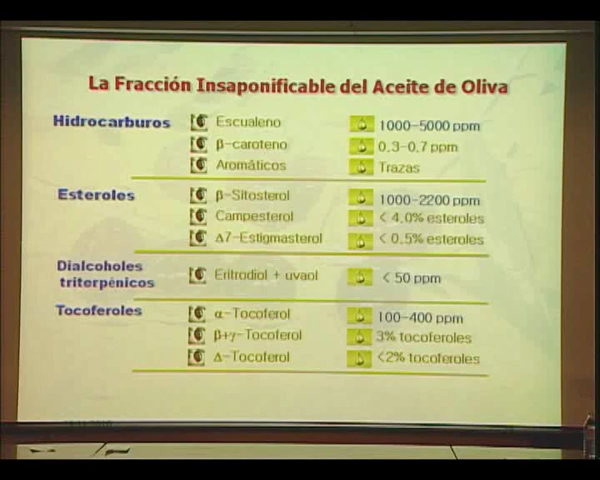 La Fracción Insaponificable del Aceite de Oliva
Hidrocarburos Escualeno 1000-5000 ppm
β-caroteno 0.3-0.7 ppm
Aromáticos Trazas
Esteroles β-Sitosterol 1000-2200 ppm
Campesterol < 4.0% esteroles
Δ7-Estigmasterol < 0.5% esteroles
Dialcoholes
triterpénicos Eritrodiol + uvaol < 50 ppm
Tocoferoles α-Tocoferol 100-400 ppm
β+γ-Tocoferol 3% tocoferoles
Δ-Tocoferol <2% tocoferoles